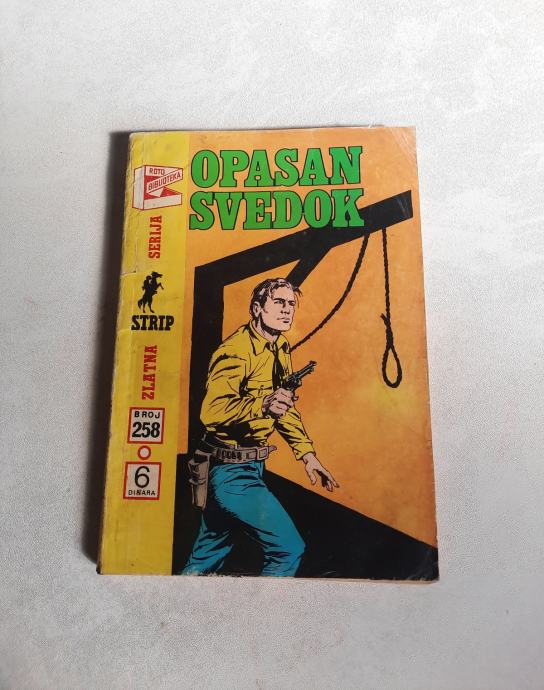 ROTO
BIBLIOTEKA
OPASAN
SVEDOK
ZLATNA
STRIP
SERIJA
BROJ
258
6
DINARA